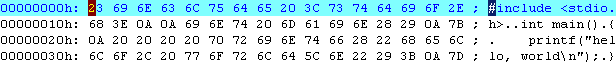 00000000h: 23 69 6E 63 6C 75 64 65 20 3C 73 74 64 69 6F 2E ; #include <stdio.
00000010h: 68 3E 0A 0A 69 6E 74 20 6D 61 69 6E 28 29 0A 7B ; h>..int main().{
00000020h: 0A 20 20 20 20 70 72 69 6E 74 66 28 22 68 65 6C ; .    printf("hel
00000030h: 6C 6F 2C 20 77 6F 72 6C 64 5C 6E 22 29 3B 0A 7D ; lo, world\n");.}